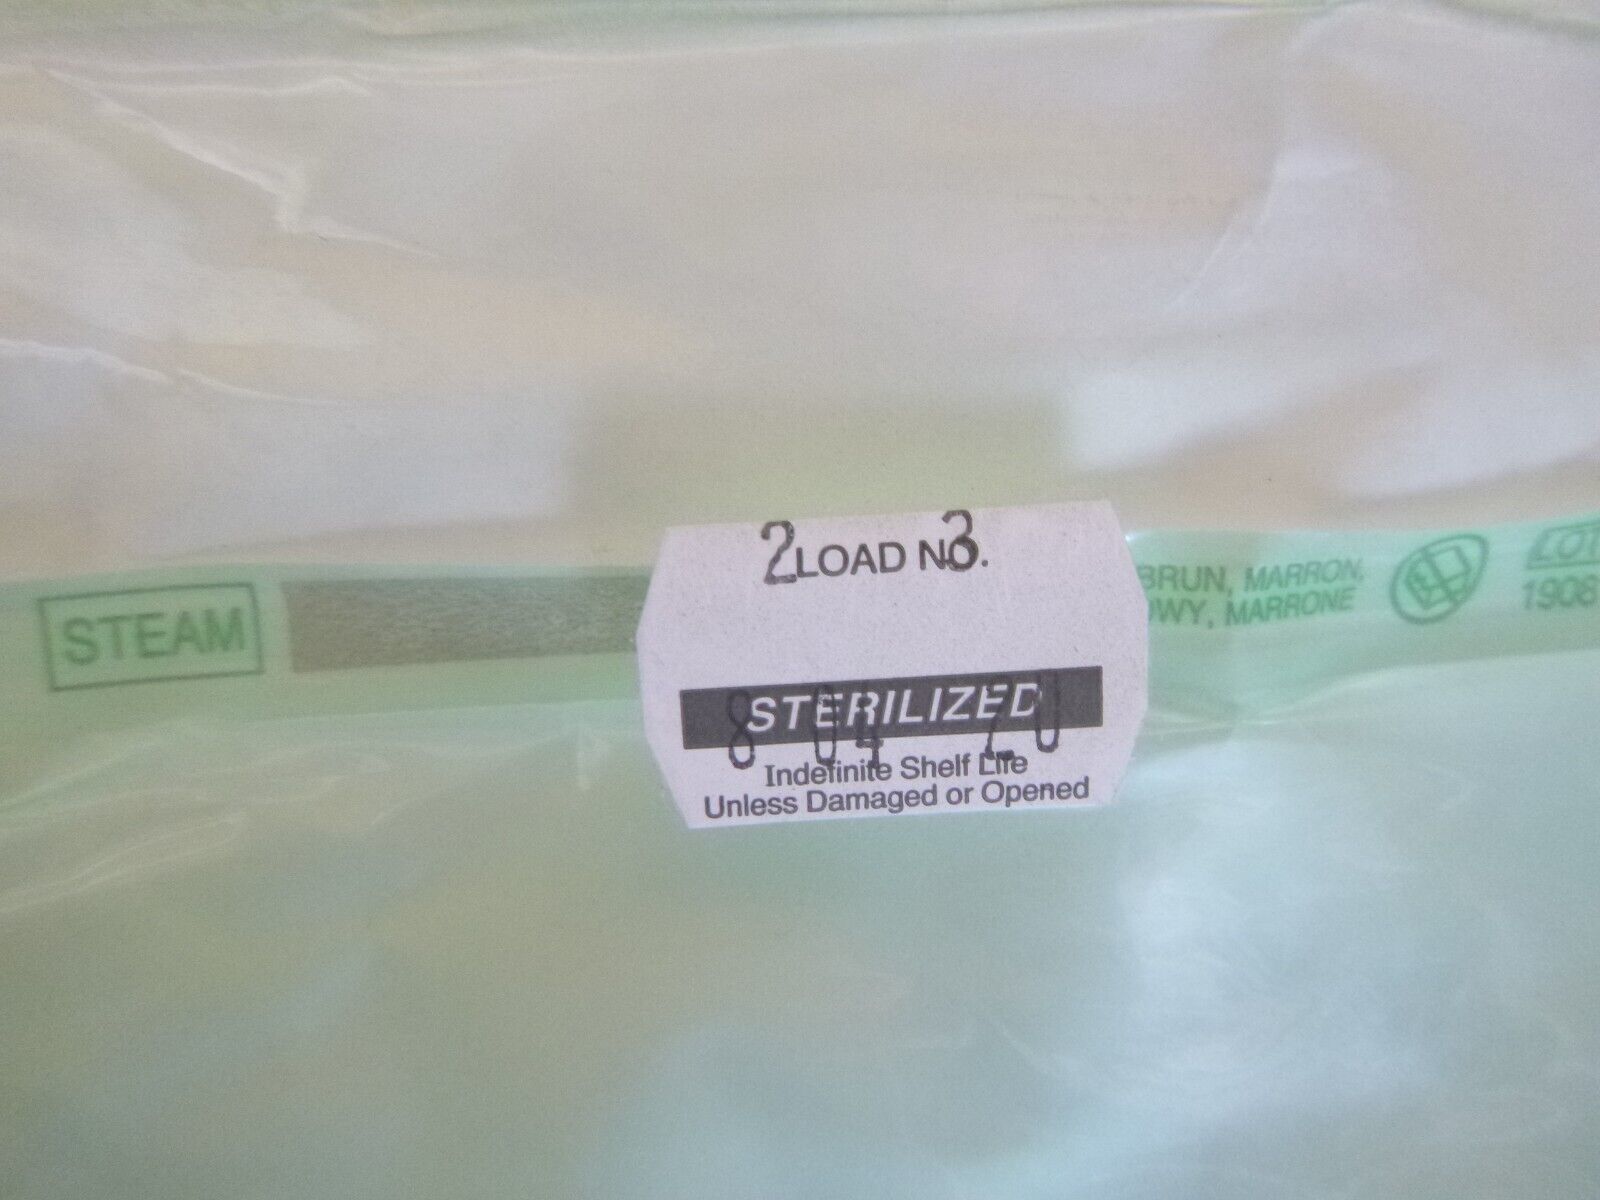 2 LOAD NO. 3
STEAM
BRUN, MARRON,
OWY, MARRONE
LOT
1908
STERILIZED
8 04 20
Indefinite Shelf Life
Unless Damaged or Opened